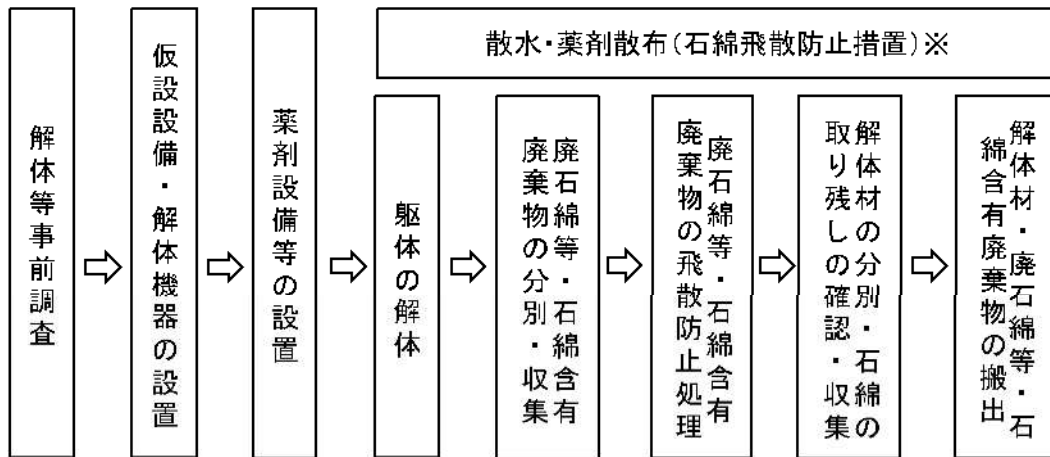 散水・薬剤散布(石綿飛散防止措置)※
解体等事前調査
仮設設備・解体機器の設置
薬剤設備等の設置
躯体の解体
廃石綿等・石綿含有
廃棄物の分別・収集
廃石綿等・石綿含有
廃棄物の飛散防止処理
解体材の分別・石綿の
取り残しの確認・収集
解体材・廃石綿等・石
綿含有廃棄物の搬出